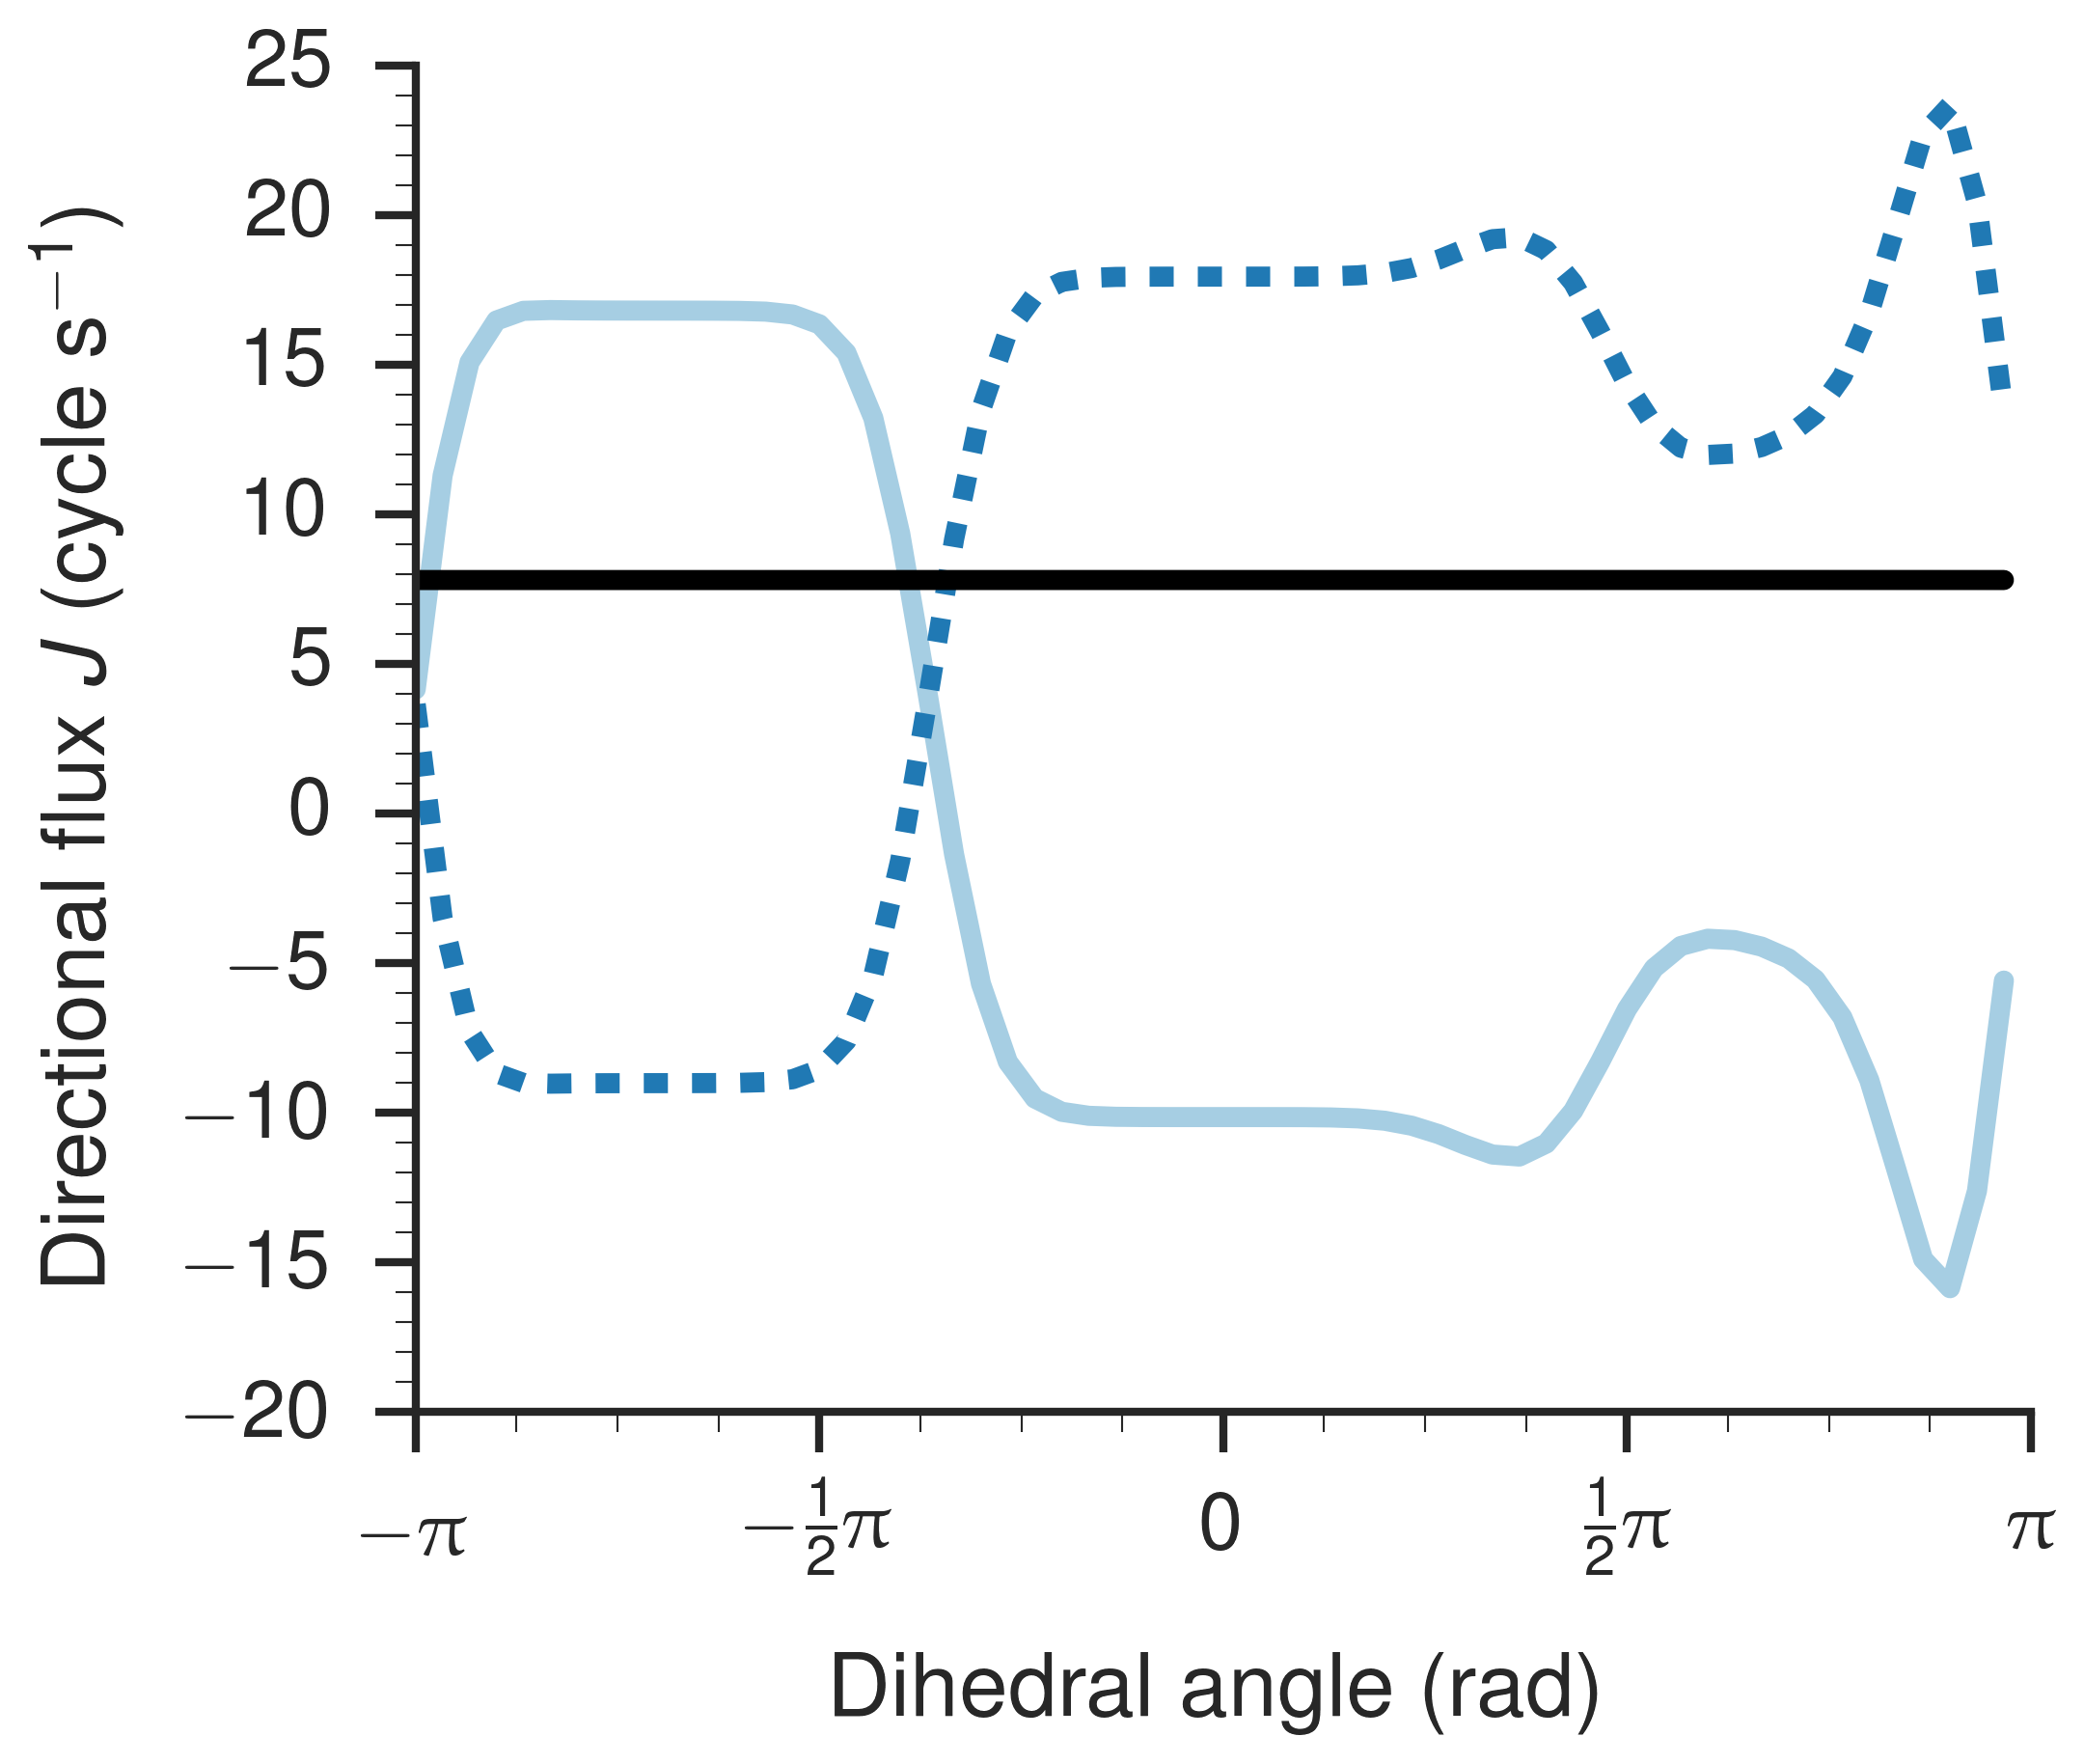 Directional flux J (cycle s⁻¹)
25
20
15
10
5
0
−5
−10
−15
−20
−π
−1/2π
0
1/2π
π
Dihedral angle (rad)